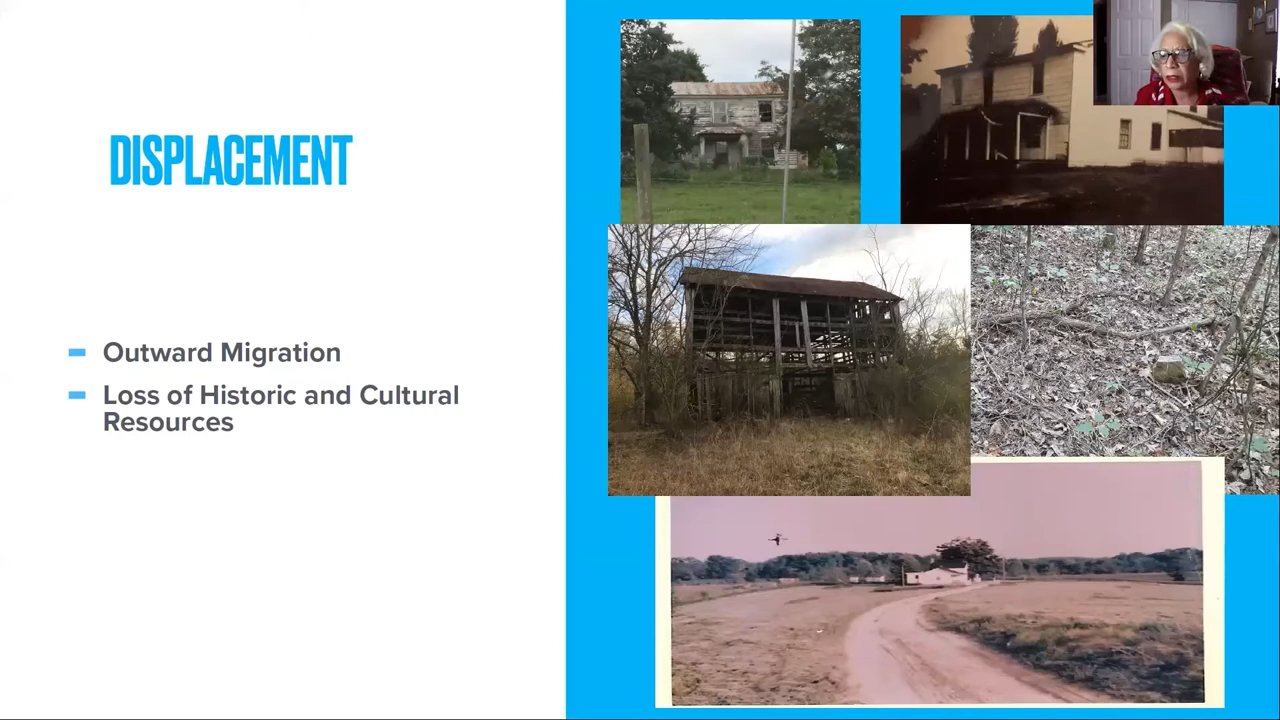 DISPLACEMENT
Outward Migration
Loss of Historic and Cultural
Resources